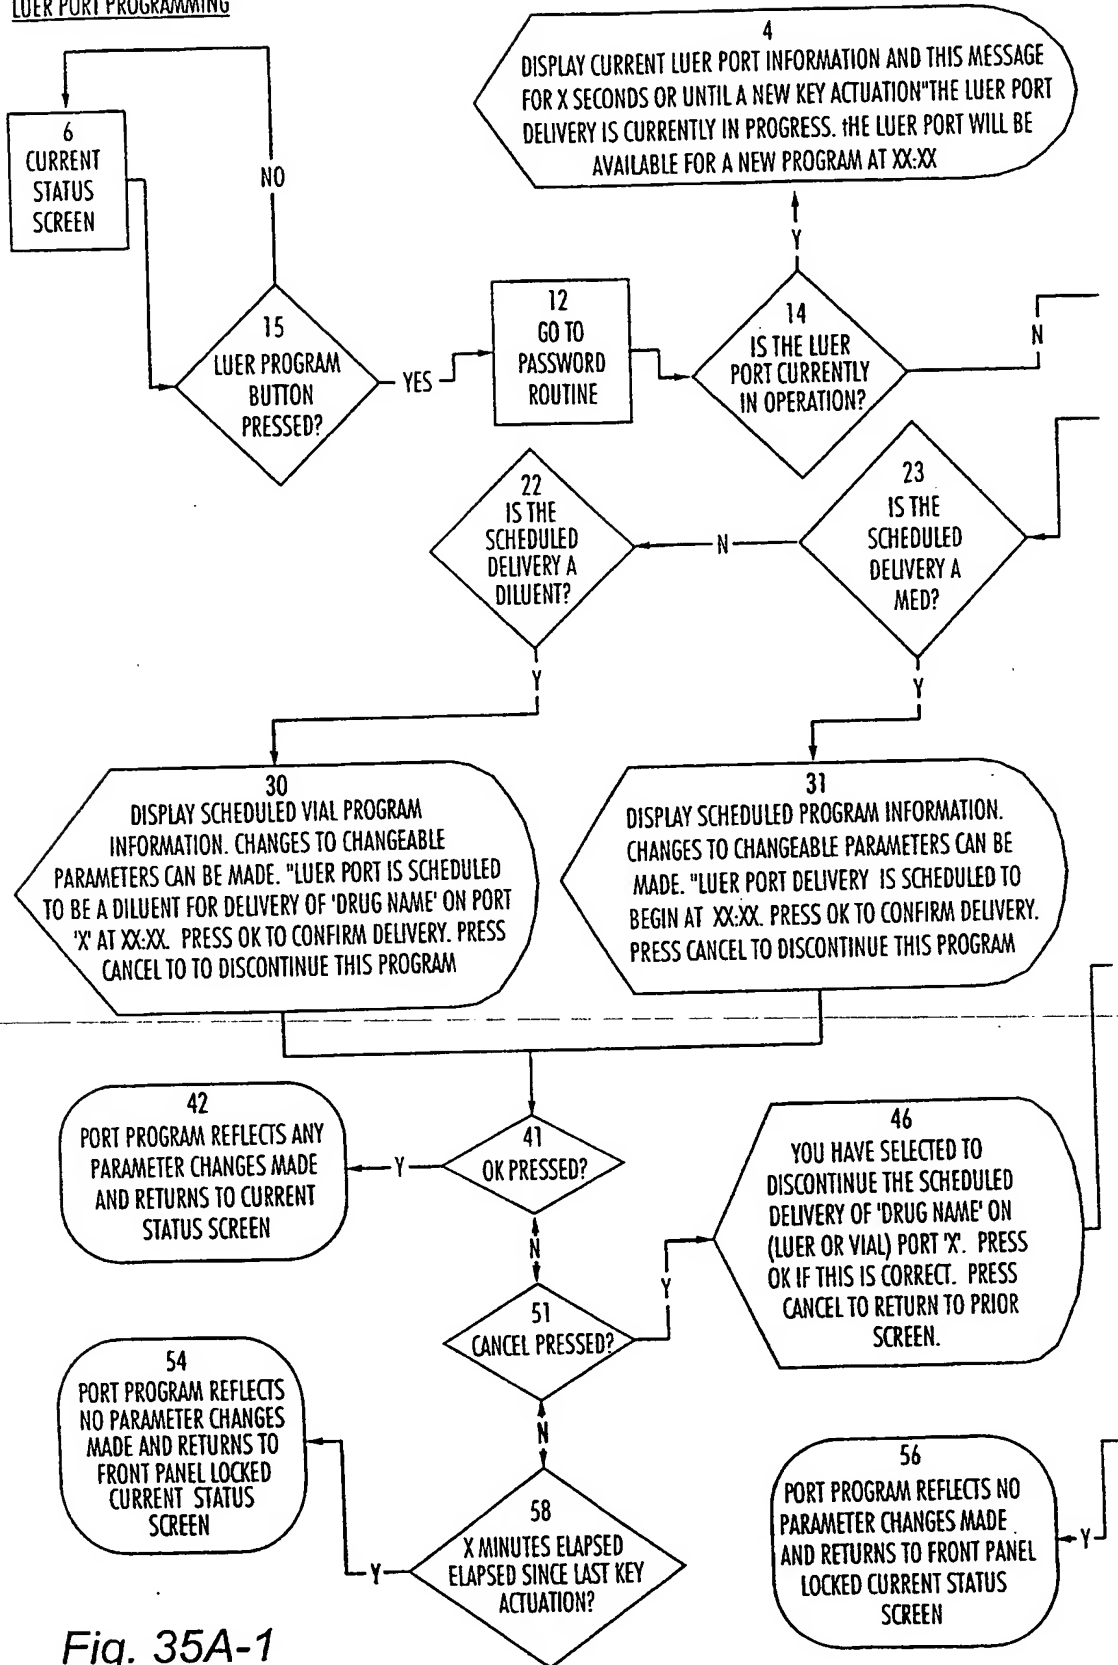 LUER PORT PROGRAMMING
4
DISPLAY CURRENT LUER PORT INFORMATION AND THIS MESSAGE
FOR X SECONDS OR UNTIL A NEW KEY ACTUATION"THE LUER PORT
DELIVERY IS CURRENTLY IN PROGRESS. tHE LUER PORT WILL BE
AVAILABLE FOR A NEW PROGRAM AT XX:XX
6
CURRENT
STATUS
SCREEN
NO
Y
15
LUER PROGRAM
BUTTON
PRESSED?
YES
12
GO TO
PASSWORD
ROUTINE
14
IS THE LUER
PORT CURRENTLY
IN OPERATION?
N
22
IS THE
SCHEDULED
DELIVERY A
DILUENT?
N
23
IS THE
SCHEDULED
DELIVERY A
MED?
Y
Y
30
DISPLAY SCHEDULED VIAL PROGRAM
INFORMATION. CHANGES TO CHANGEABLE
PARAMETERS CAN BE MADE. "LUER PORT IS SCHEDULED
TO BE A DILUENT FOR DELIVERY OF 'DRUG NAME' ON PORT
'X' AT XX:XX. PRESS OK TO CONFIRM DELIVERY. PRESS
CANCEL TO TO DISCONTINUE THIS PROGRAM
31
DISPLAY SCHEDULED PROGRAM INFORMATION.
CHANGES TO CHANGEABLE PARAMETERS CAN BE
MADE. "LUER PORT DELIVERY IS SCHEDULED TO
BEGIN AT XX:XX. PRESS OK TO CONFIRM DELIVERY.
PRESS CANCEL TO DISCONTINUE THIS PROGRAM
42
PORT PROGRAM REFLECTS ANY
PARAMETER CHANGES MADE
AND RETURNS TO CURRENT
STATUS SCREEN
Y
41
OK PRESSED?
N
46
YOU HAVE SELECTED TO
DISCONTINUE THE SCHEDULED
DELIVERY OF 'DRUG NAME' ON
(LUER OR VIAL) PORT 'X'. PRESS
OK IF THIS IS CORRECT. PRESS
CANCEL TO RETURN TO PRIOR
SCREEN.
51
CANCEL PRESSED?
Y
N
54
PORT PROGRAM REFLECTS
NO PARAMETER CHANGES
MADE AND RETURNS TO
FRONT PANEL LOCKED
CURRENT STATUS
SCREEN
Y
58
X MINUTES ELAPSED
ELAPSED SINCE LAST KEY
ACTUATION?
56
PORT PROGRAM REFLECTS NO
PARAMETER CHANGES MADE
AND RETURNS TO FRONT PANEL
LOCKED CURRENT STATUS
SCREEN
Y
Fig. 35A-1